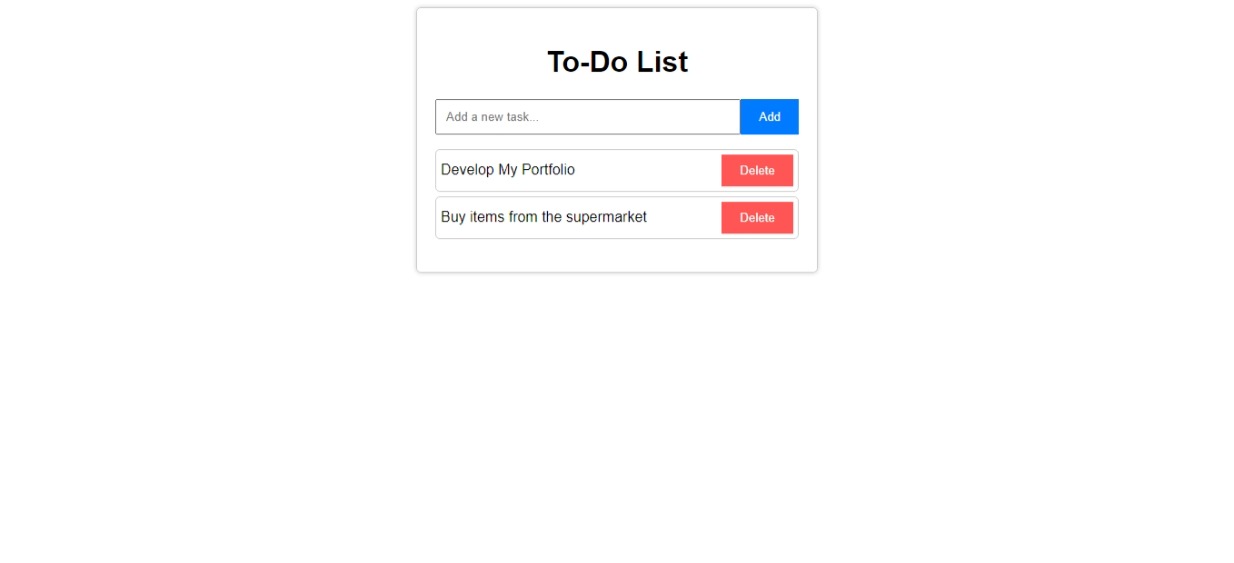 To-Do List
Add a new task... Add
Develop My Portfolio Delete
Buy items from the supermarket Delete